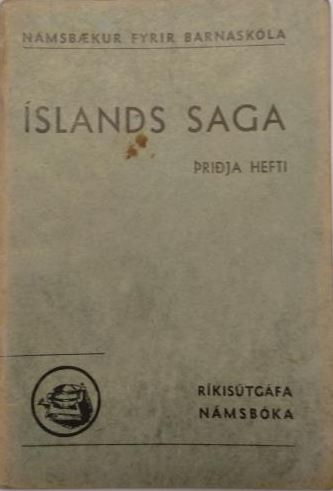 NÁMSBÆKUR FYRIR BARNASKÓLA
ÍSLANDS SAGA
ÞRIÐJA HEFTI
RÍKISÚTGÁFA
NÁMSBÓKA